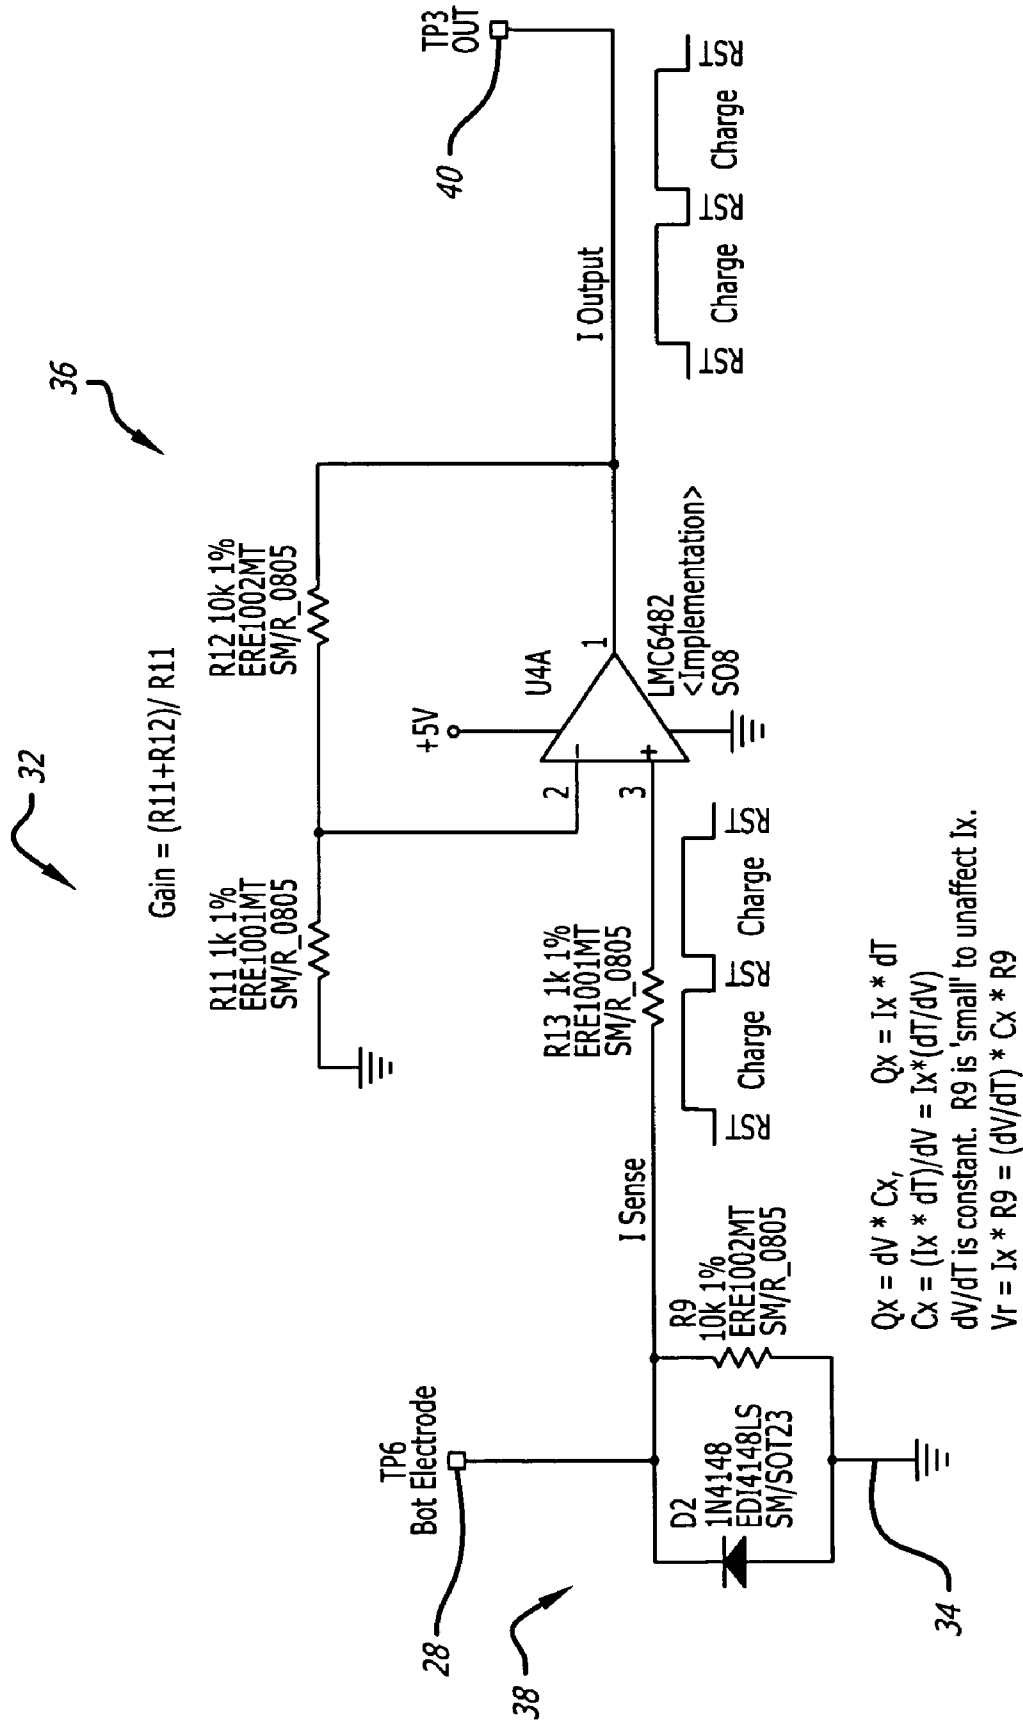 32
36
Gain = (R11+R12)/ R11
R11 1k 1%
ERE1001MT
SM/R_0805
R12 10k 1%
ERE1002MT
SM/R_0805
TP3
OUT
40
TP6
Bot Electrode
28
38
+5V
U4A
2
3
1
-
+
LMC6482
<Implementation>
SO8
R13 1k 1%
ERE1001MT
SM/R_0805
I Sense
I Output
RST Charge RST Charge RST
RST Charge RST Charge RST
D2
1N4148
EDI4148LS
SM/SOT23
R9
10k 1%
ERE1002MT
SM/R_0805
34
Qx = dV * Cx, Qx = Ix * dT
Cx = (Ix * dT)/dV = Ix*(dT/dV)
dV/dT is constant. R9 is 'small' to unaffect Ix.
Vr = Ix * R9 = (dV/dT) * Cx * R9